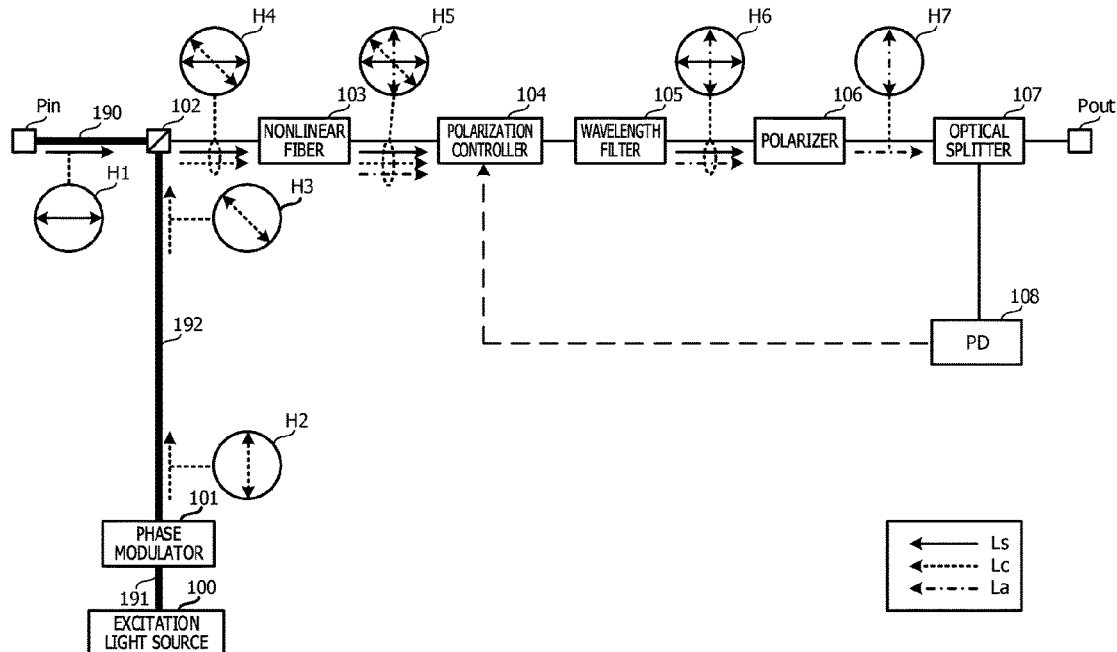 H4
H5
H6
H7
Pin
190
102
103
104
105
106
107
Pout
NONLINEAR
FIBER
POLARIZATION
CONTROLLER
WAVELENGTH
FILTER
POLARIZER
OPTICAL
SPLITTER
H1
H3
192
108
PD
H2
101
PHASE
MODULATOR
191
100
EXCITATION
LIGHT SOURCE
Ls
Lc
La